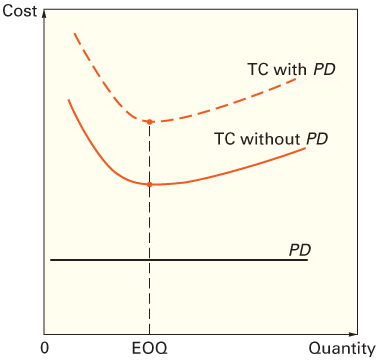 Cost
TC with PD
TC without PD
PD
0
EOQ
Quantity